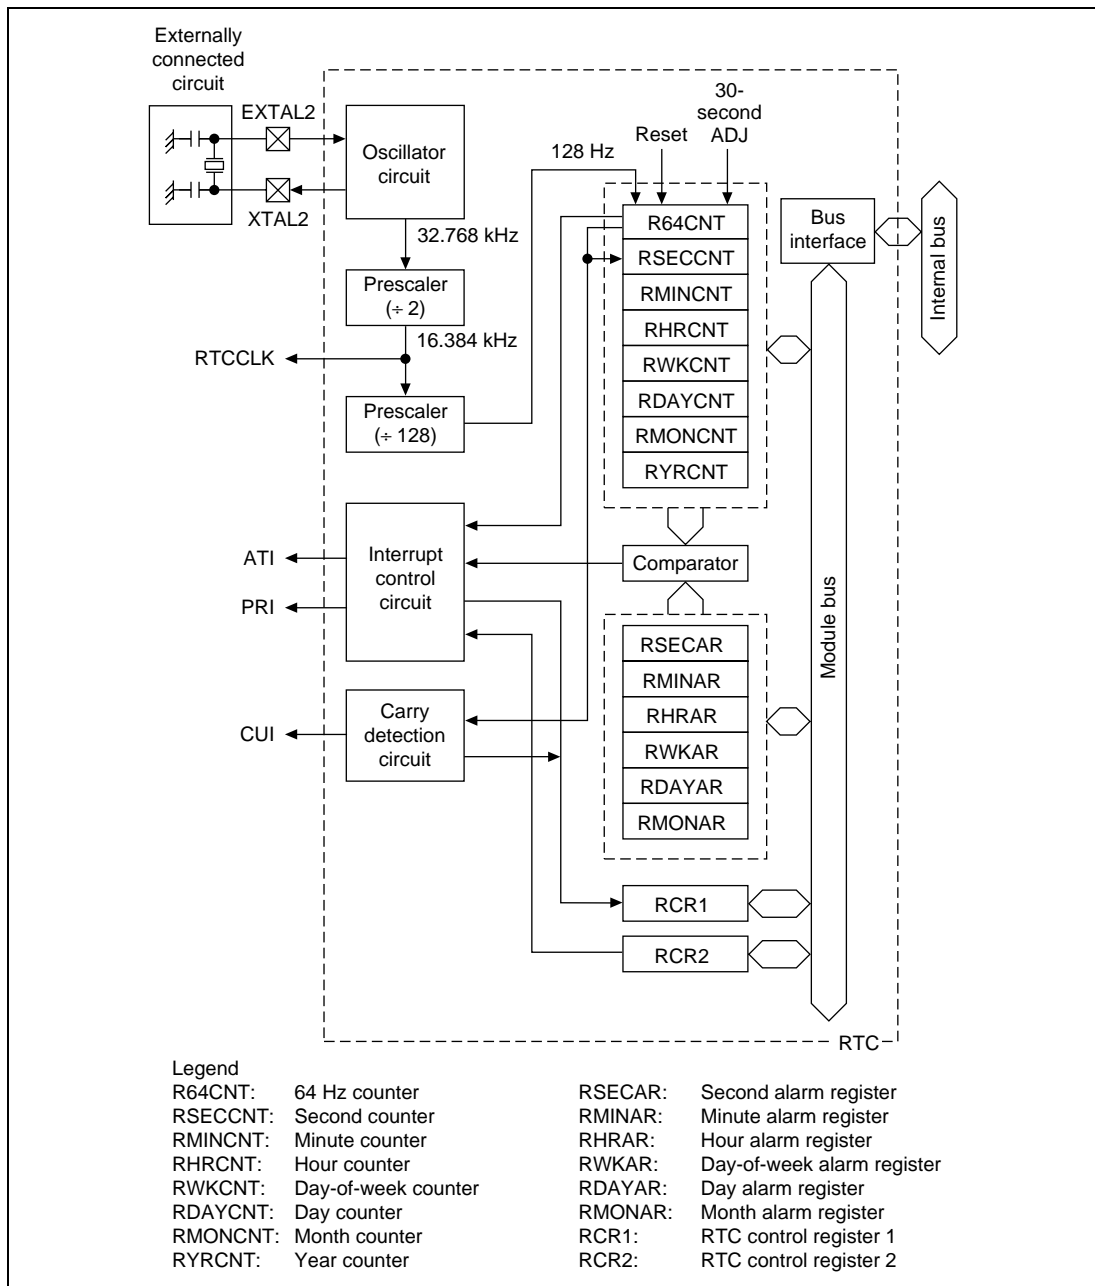 Externally
connected
circuit
EXTAL2
XTAL2
Oscillator
circuit
32.768 kHz
Prescaler
(÷ 2)
16.384 kHz
RTCCLK
Prescaler
(÷ 128)
128 Hz
Reset
30-
second
ADJ
R64CNT
RSECCNT
RMINCNT
RHRCNT
RWKCNT
RDAYCNT
RMONCNT
RYRCNT
Bus
interface
Internal bus
Module bus
ATI
PRI
Interrupt
control
circuit
Comparator
CUI
Carry
detection
circuit
RSECAR
RMINAR
RHRAR
RWKAR
RDAYAR
RMONAR
RCR1
RCR2
RTC
Legend
R64CNT: 64 Hz counter
RSECCNT: Second counter
RMINCNT: Minute counter
RHRCNT: Hour counter
RWKCNT: Day-of-week counter
RDAYCNT: Day counter
RMONCNT: Month counter
RYRCNT: Year counter
RSECAR: Second alarm register
RMINAR: Minute alarm register
RHRAR: Hour alarm register
RWKAR: Day-of-week alarm register
RDAYAR: Day alarm register
RMONAR: Month alarm register
RCR1: RTC control register 1
RCR2: RTC control register 2